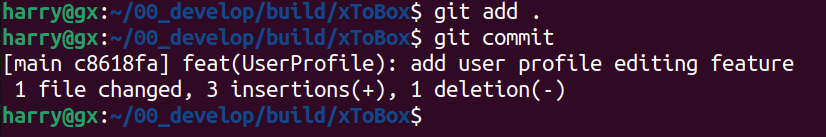 harry@gx:~/00_develop/build/xToBox$ git add .
harry@gx:~/00_develop/build/xToBox$ git commit
[main c8618fa] feat(UserProfile): add user profile editing feature
 1 file changed, 3 insertions(+), 1 deletion(-)
harry@gx:~/00_develop/build/xToBox$